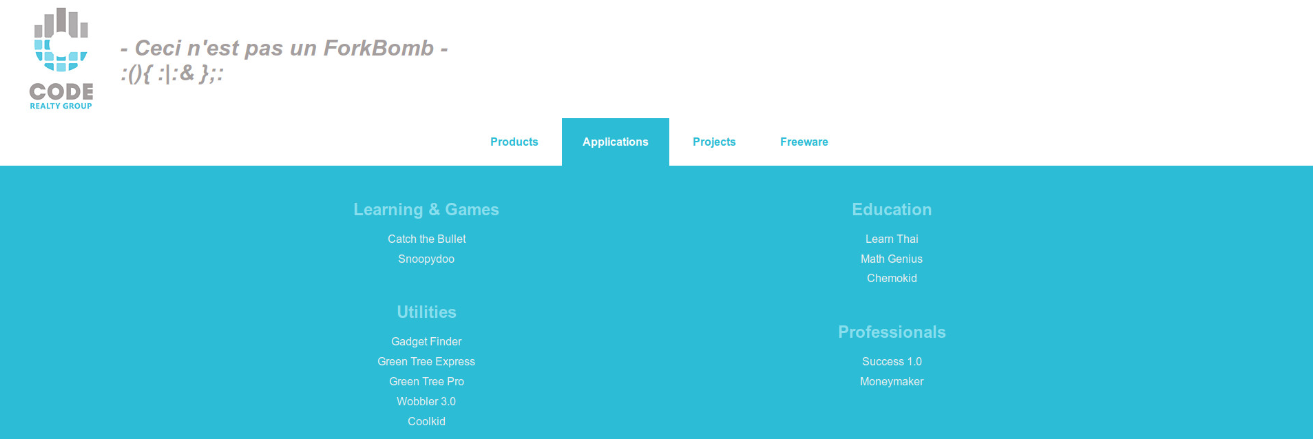 CODE
REALTY GROUP
- Ceci n'est pas un ForkBomb -
:(){ :|:& };:
Products Applications Projects Freeware
Learning & Games
Catch the Bullet
Snoopydoo
Utilities
Gadget Finder
Green Tree Express
Green Tree Pro
Wobbler 3.0
Coolkid
Education
Learn Thai
Math Genius
Chemokid
Professionals
Success 1.0
Moneymaker